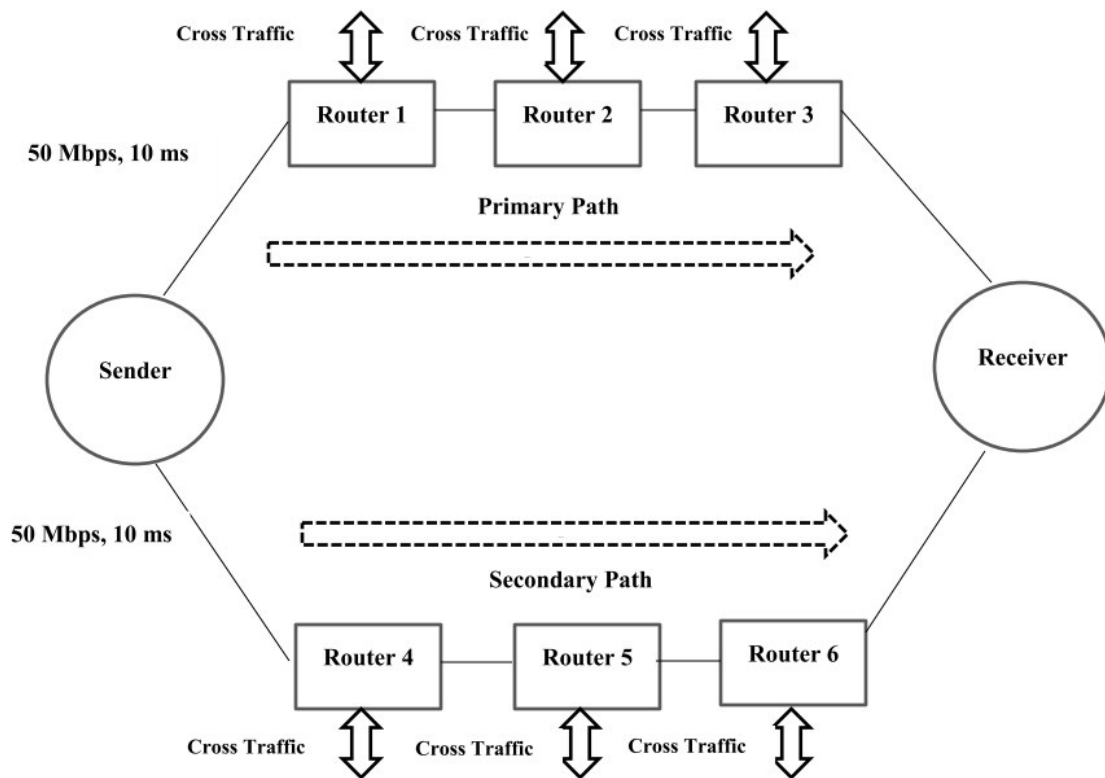 Cross Traffic
Cross Traffic
Cross Traffic
Router 1
Router 2
Router 3
50 Mbps, 10 ms
Primary Path
Sender
Receiver
50 Mbps, 10 ms
Secondary Path
Router 4
Router 5
Router 6
Cross Traffic
Cross Traffic
Cross Traffic